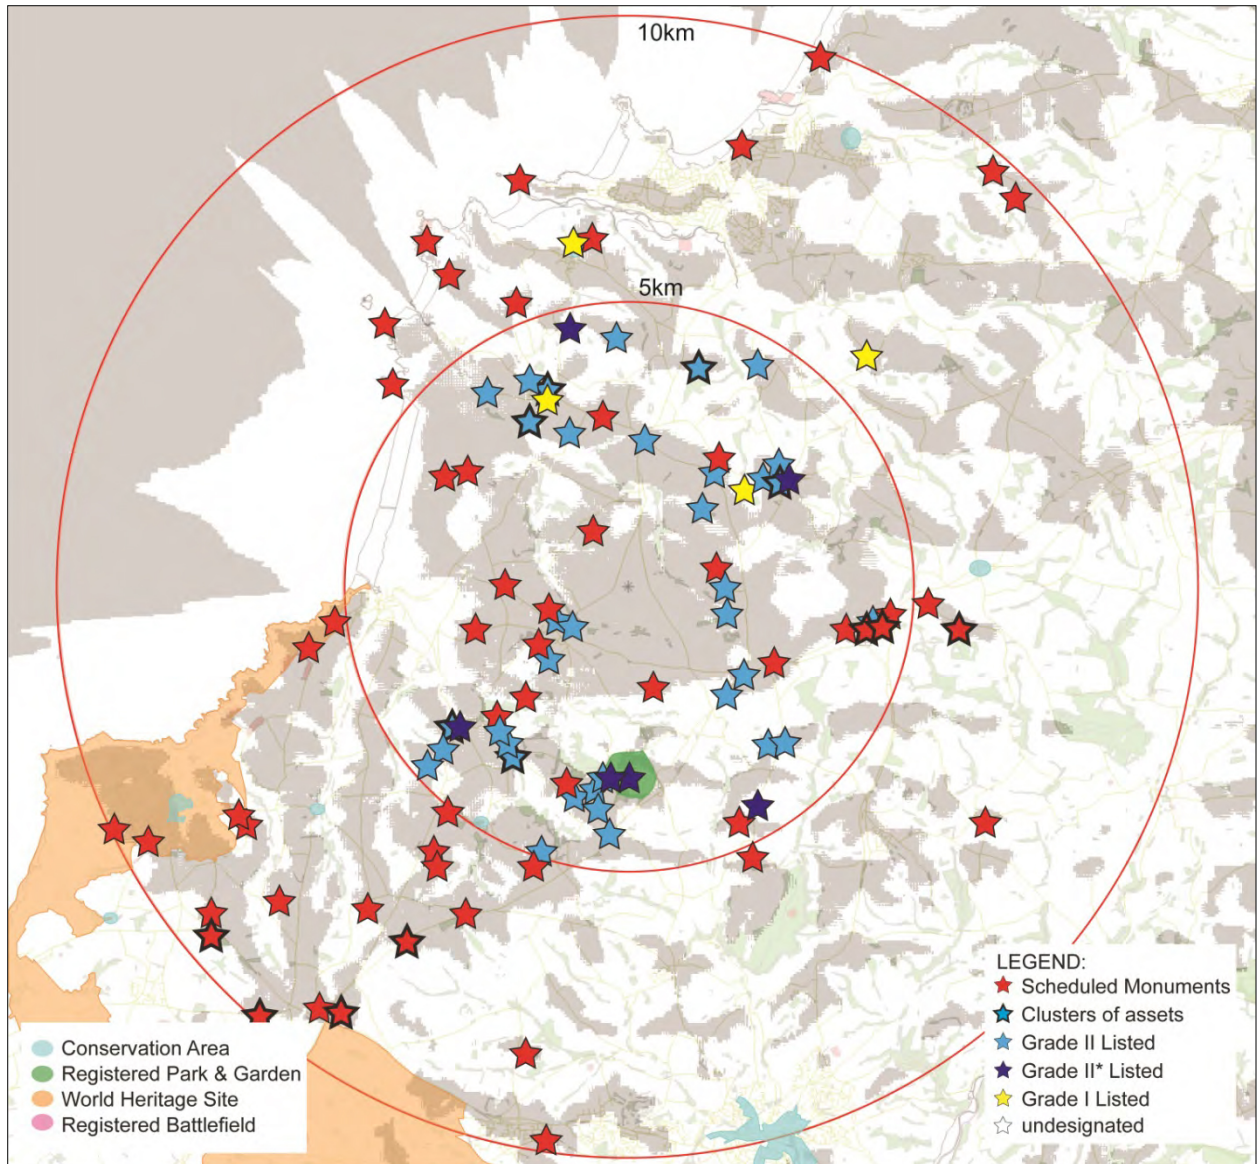 10km
5km
LEGEND:
Scheduled Monuments
Clusters of assets
Grade II Listed
Grade II* Listed
Grade I Listed
undesignated
Conservation Area
Registered Park & Garden
World Heritage Site
Registered Battlefield